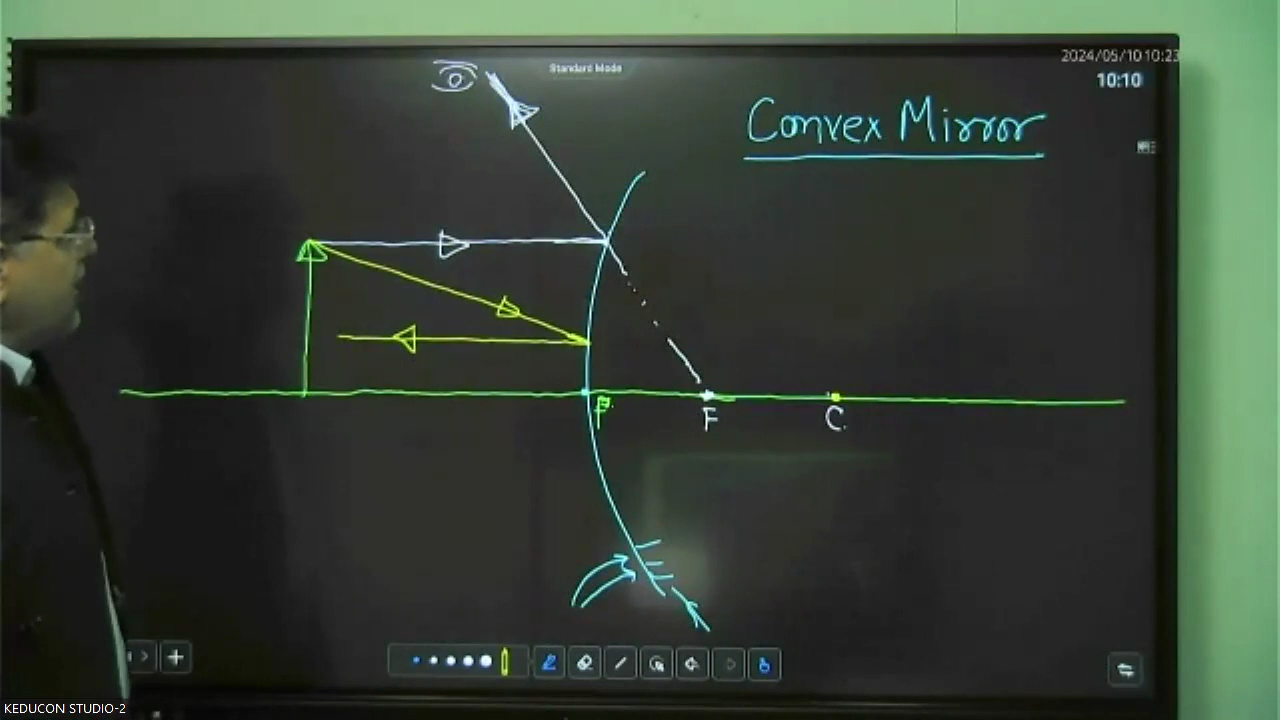 2024/05/10 10:23
Standard Mode
10:10
Convex Mirror
P
F
C
KEDUCON STUDIO-2